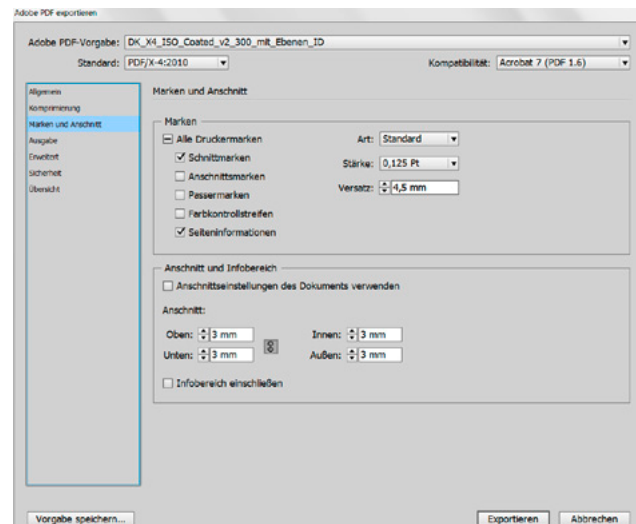 Adobe PDF exportieren
Adobe PDF-Vorgabe: DK_X4_ISO_Coated_v2_300_mit_Ebenen_ID
Standard: PDF/X-4:2010 Kompatibilität: Acrobat 7 (PDF 1.6)
Allgemein
Komprimierung
Marken und Anschnitt
Ausgabe
Erweitert
Sicherheit
Übersicht
Marken und Anschnitt
Marken
Alle Druckermarken Art: Standard
Schnittmarken Stärke: 0,125 Pt
Anschnittsmarken Versatz: 4,5 mm
Passermarken
Farbkontrollstreifen
Seiteninformationen
Anschnitt und Infobereich
Anschnittseinstellungen des Dokuments verwenden
Anschnitt:
Oben: 3 mm Innen: 3 mm
Unten: 3 mm Außen: 3 mm
Infobereich einschließen
Vorgabe speichern... Exportieren Abbrechen